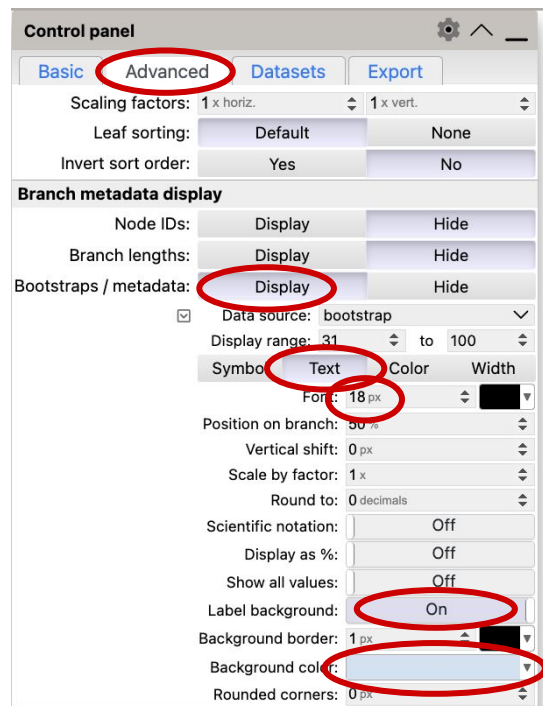 Control panel
Basic Advanced Datasets Export
Scaling factors: 1 x horiz. 1 x vert.
Leaf sorting: Default None
Invert sort order: Yes No
Branch metadata display
Node IDs: Display Hide
Branch lengths: Display Hide
Bootstraps / metadata: Display Hide
Data source: bootstrap
Display range: 31 to 100
Symbo Text Color Width
Font: 18 px
Position on branch: 50 %
Vertical shift: 0 px
Scale by factor: 1 x
Round to: 0 decimals
Scientific notation: Off
Display as %: Off
Show all values: Off
Label background: On
Background border: 1 px
Background color:
Rounded corners: 0 px